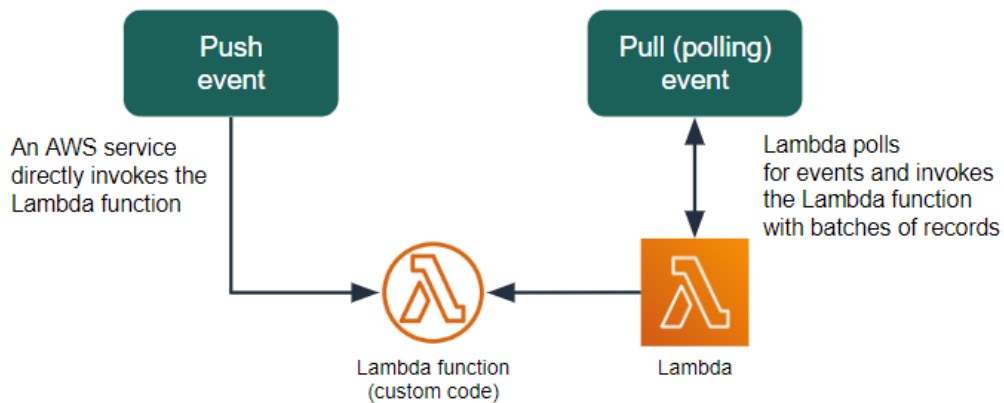 Push
event
Pull (polling)
event
An AWS service
directly invokes the
Lambda function
Lambda polls
for events and invokes
the Lambda function
with batches of records
Lambda function
(custom code)
Lambda